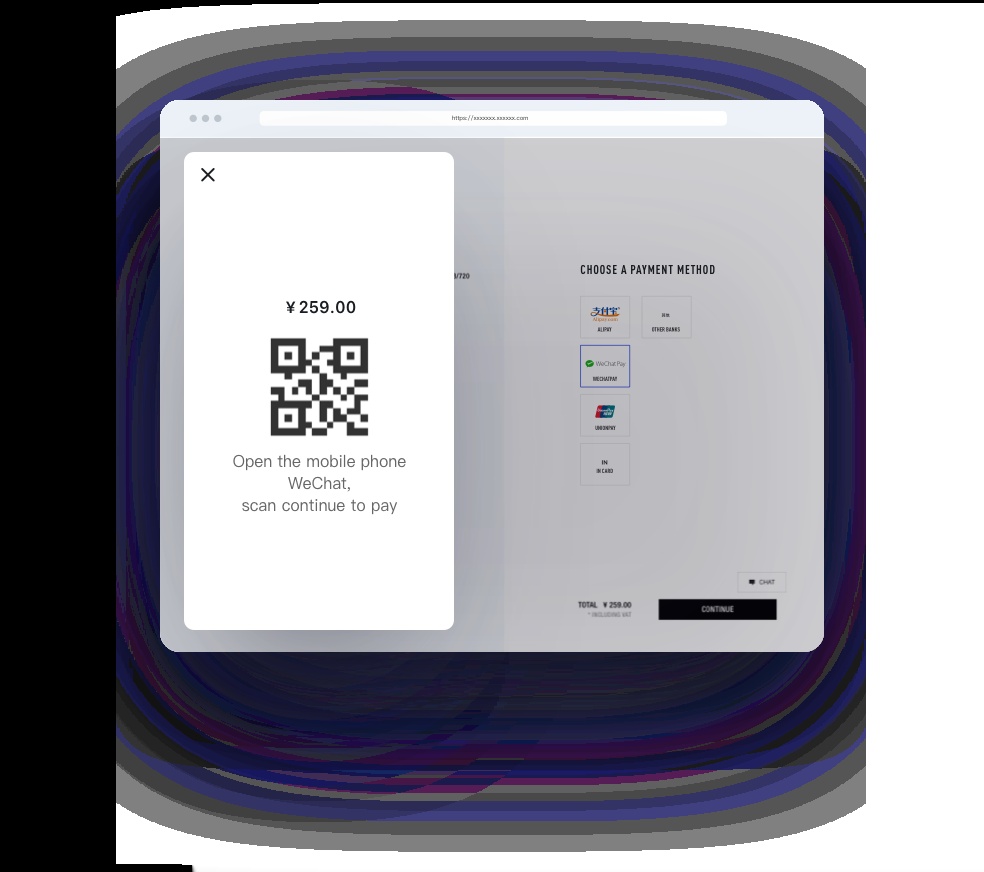 https://xxxxxxx.xxxxxx.com
¥ 259.00
Open the mobile phone
WeChat,
scan continue to pay
/720
CHOOSE A PAYMENT METHOD
支付宝
ALIPAY
OTHER BANKS
WeChat Pay
WECHATPAY
UNIONPAY
IN CARD
CHAT
TOTAL ¥ 259.00
* INCLUDING VAT
CONTINUE